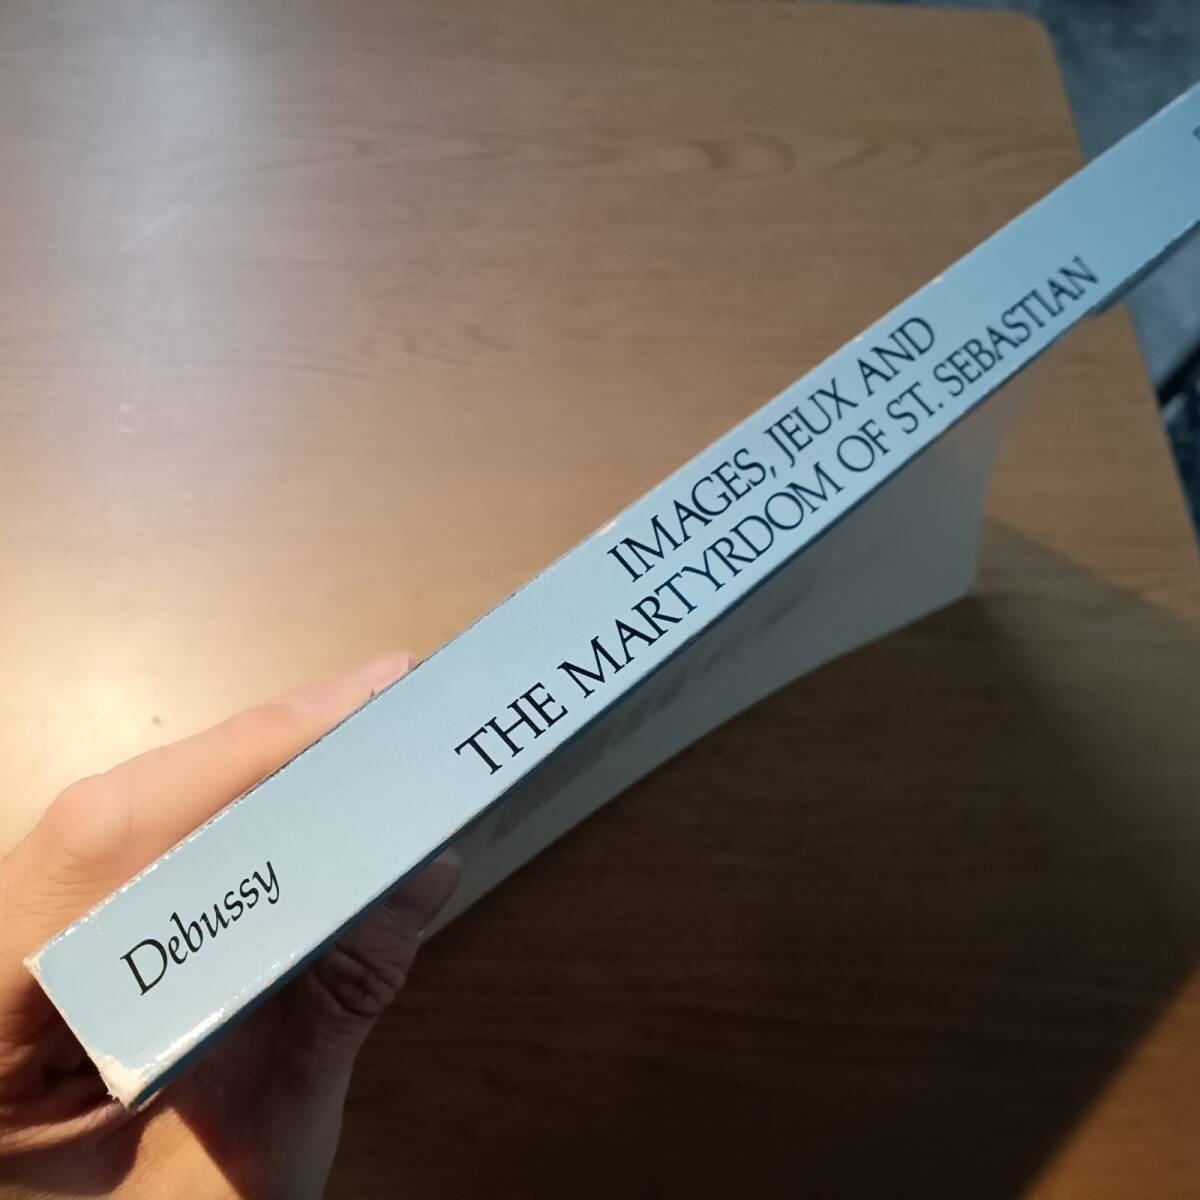 Debussy
IMAGES, JEUX AND
THE MARTYRDOM OF ST. SEBASTIAN